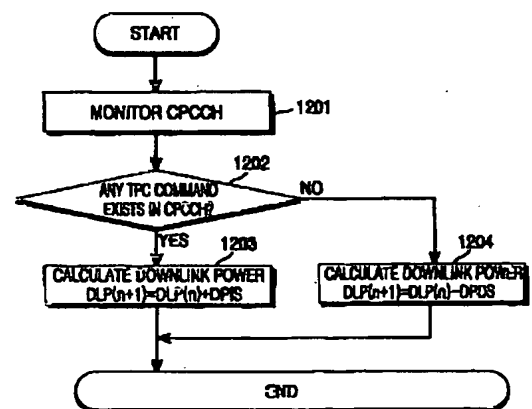 START
MONITOR CPCCH
1201
1202
ANY TPC COMMAND
EXISTS IN CPCCH?
NO
YES
1203
1204
CALCULATE DOWNLINK POWER
DLP(n+1)=DLP(n)+DPIS
CALCULATE DOWNLINK POWER
DLP(n+1)=DLP(n)-DPDS
END